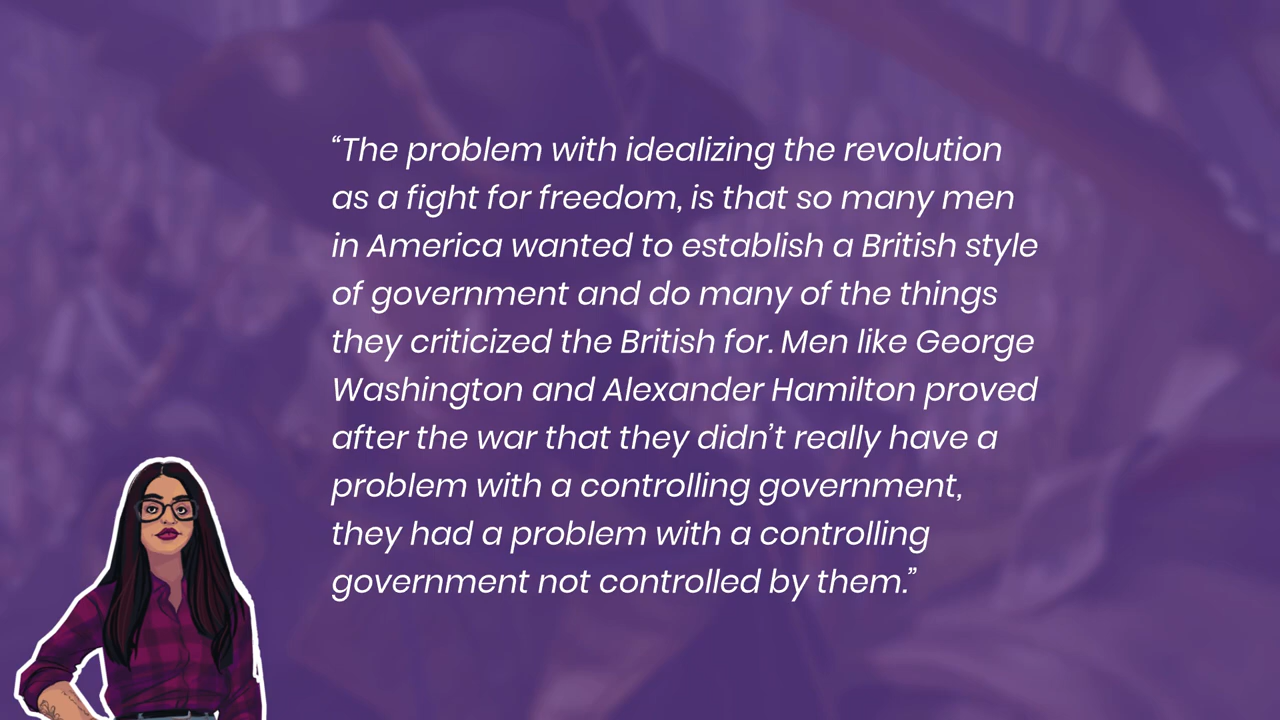 “The problem with idealizing the revolution
as a fight for freedom, is that so many men
in America wanted to establish a British style
of government and do many of the things
they criticized the British for. Men like George
Washington and Alexander Hamilton proved
after the war that they didn’t really have a
problem with a controlling government,
they had a problem with a controlling
government not controlled by them.”